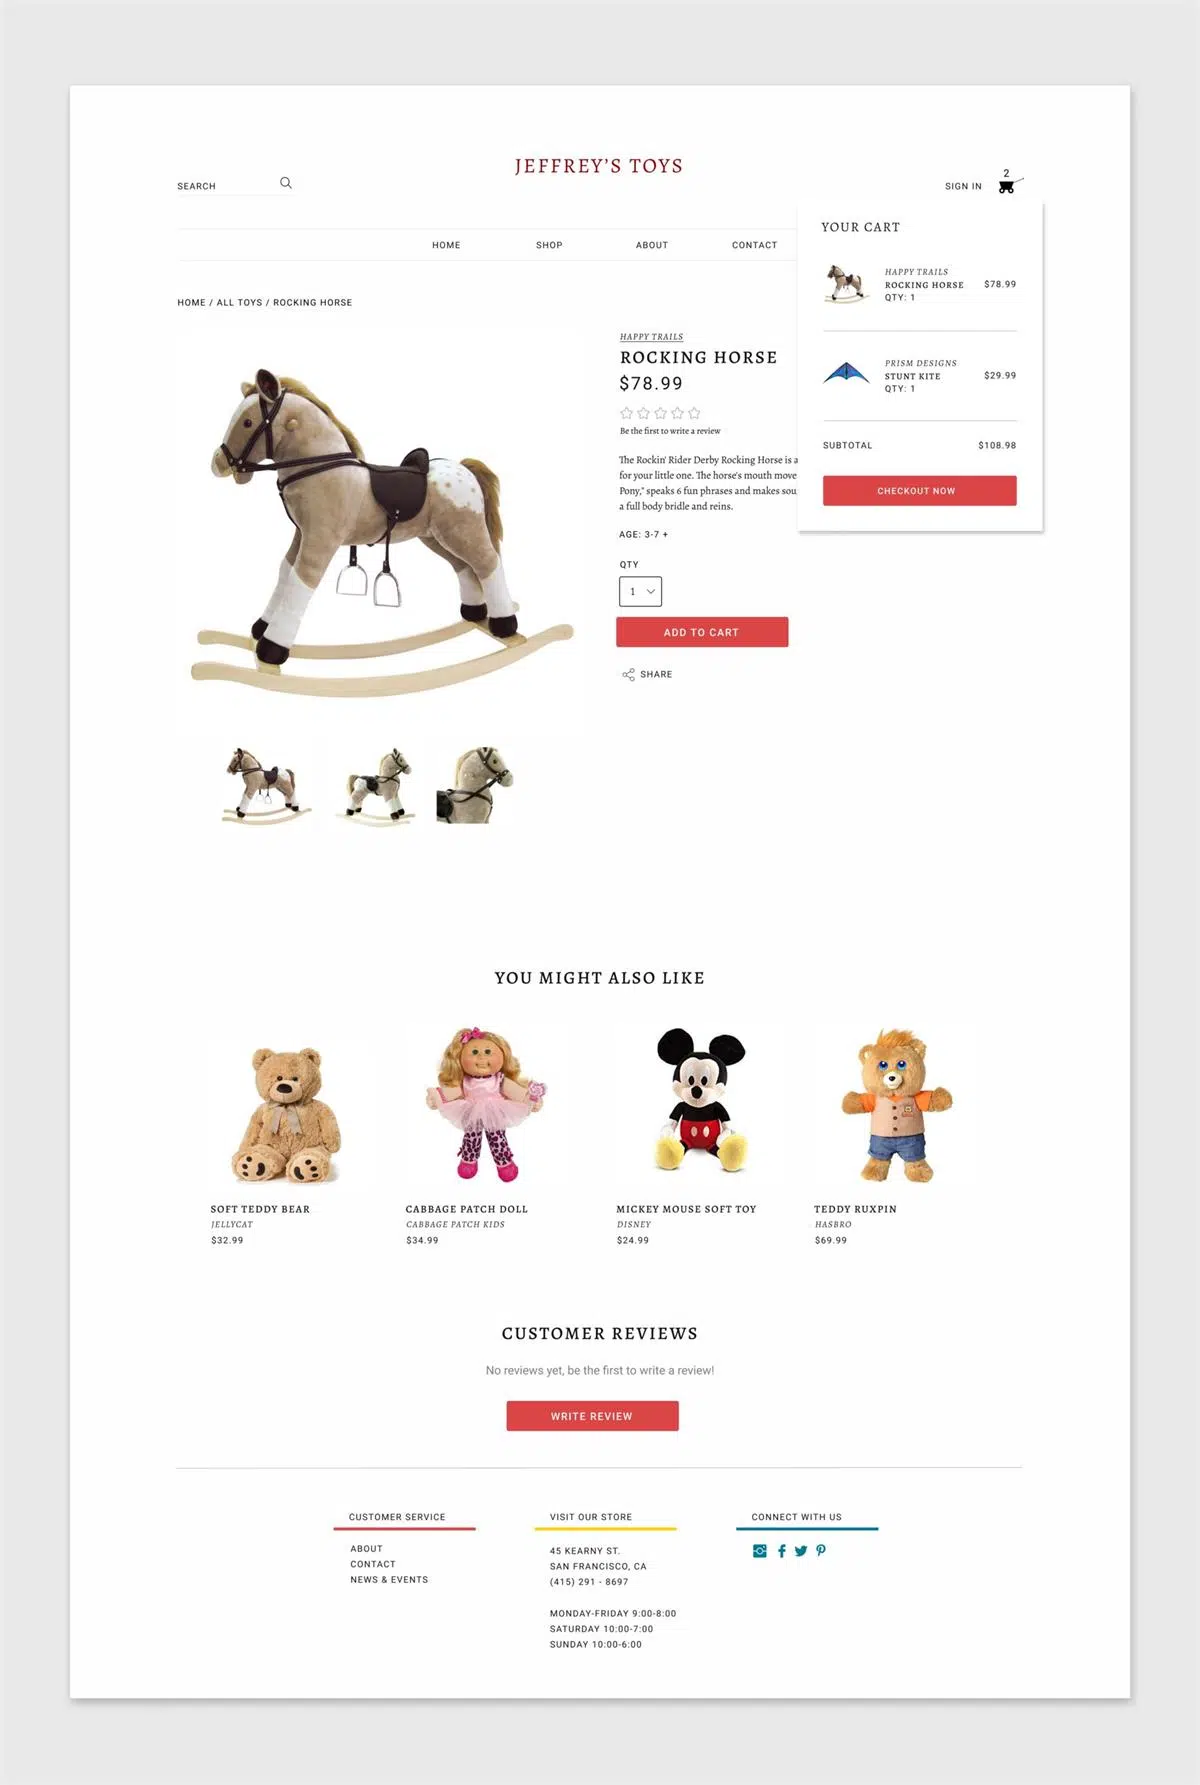 JEFFREY'S TOYS
SEARCH
SIGN IN
2
HOME
SHOP
ABOUT
CONTACT
YOUR CART
HAPPY TRAILS
ROCKING HORSE
QTY: 1
$78.99
PRISM DESIGNS
STUNT KITE
QTY: 1
$29.99
SUBTOTAL
$108.98
CHECKOUT NOW
HOME / ALL TOYS / ROCKING HORSE
HAPPY TRAILS
ROCKING HORSE
$78.99
Be the first to write a review
The Rockin' Rider Derby Rocking Horse is a
for your little one. The horse's mouth move
Pony," speaks 6 fun phrases and makes sou
a full body bridle and reins.
AGE: 3-7 +
QTY
1
ADD TO CART
SHARE
YOU MIGHT ALSO LIKE
SOFT TEDDY BEAR
JELLYCAT
$32.99
CABBAGE PATCH DOLL
CABBAGE PATCH KIDS
$34.99
MICKEY MOUSE SOFT TOY
DISNEY
$24.99
TEDDY RUXPIN
HASBRO
$69.99
CUSTOMER REVIEWS
No reviews yet, be the first to write a review!
WRITE REVIEW
CUSTOMER SERVICE
ABOUT
CONTACT
NEWS & EVENTS
VISIT OUR STORE
45 KEARNY ST.
SAN FRANCISCO, CA
(415) 291 - 8697
MONDAY-FRIDAY 9:00-8:00
SATURDAY 10:00-7:00
SUNDAY 10:00-6:00
CONNECT WITH US